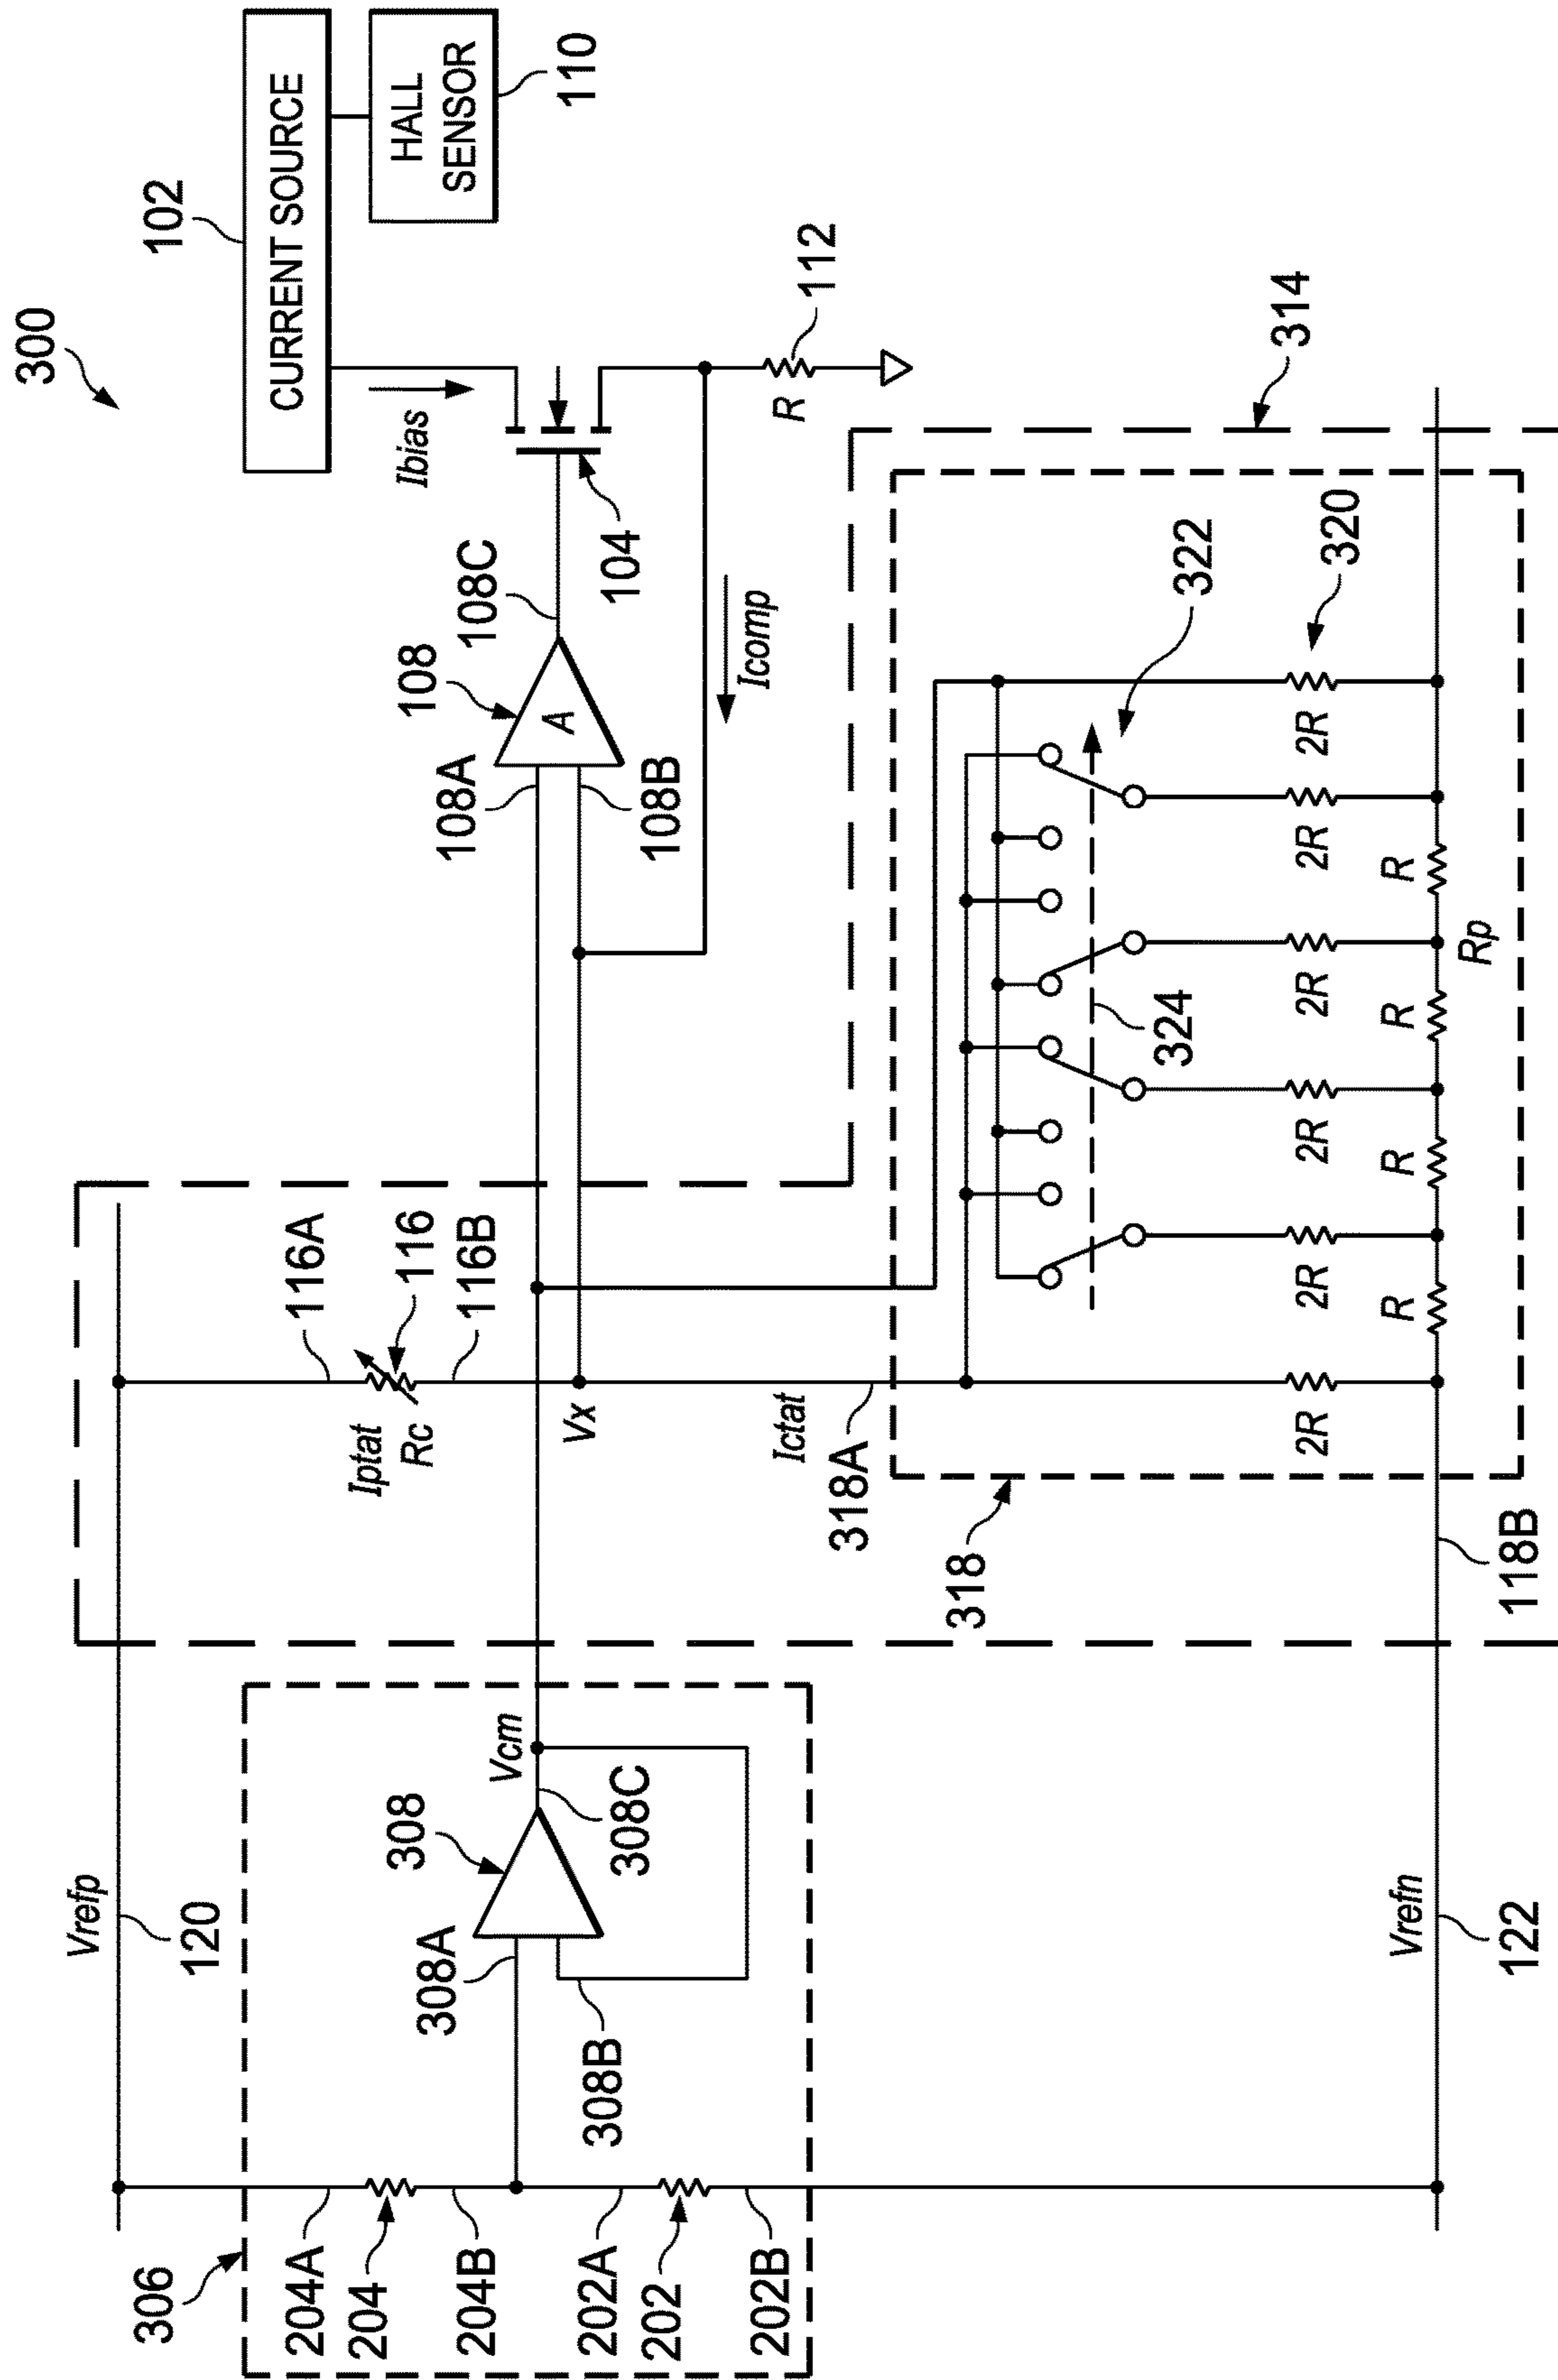 300
102
CURRENT SOURCE
HALL
SENSOR
110
Ibias
108
108C
104
108A
A
108B
Icomp
112
R
314
Vrefp
120
116A
116
116B
Iptat
Rc
Vx
Ictat
318A
306
204A
204
204B
202A
202
202B
308A
308
308B
308C
Vcm
318
322
324
320
2R
2R
2R
2R
2R
2R
R
R
R
R
Rp
Vrefn
122
118B